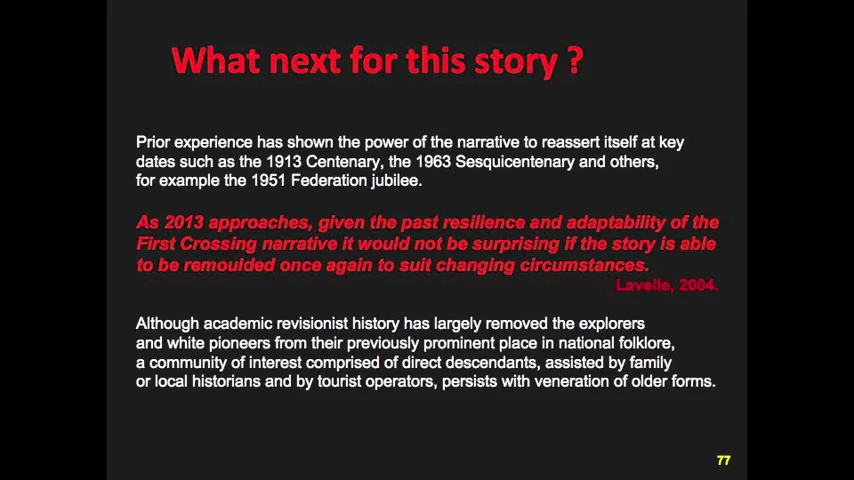 What next for this story ?
Prior experience has shown the power of the narrative to reassert itself at key
dates such as the 1913 Centenary, the 1963 Sesquicentenary and others,
for example the 1951 Federation jubilee.
As 2013 approaches, given the past resilience and adaptability of the
First Crossing narrative it would not be surprising if the story is able
to be remoulded once again to suit changing circumstances.
Lavelle, 2004.
Although academic revisionist history has largely removed the explorers
and white pioneers from their previously prominent place in national folklore,
a community of interest comprised of direct descendants, assisted by family
or local historians and by tourist operators, persists with veneration of older forms.
77